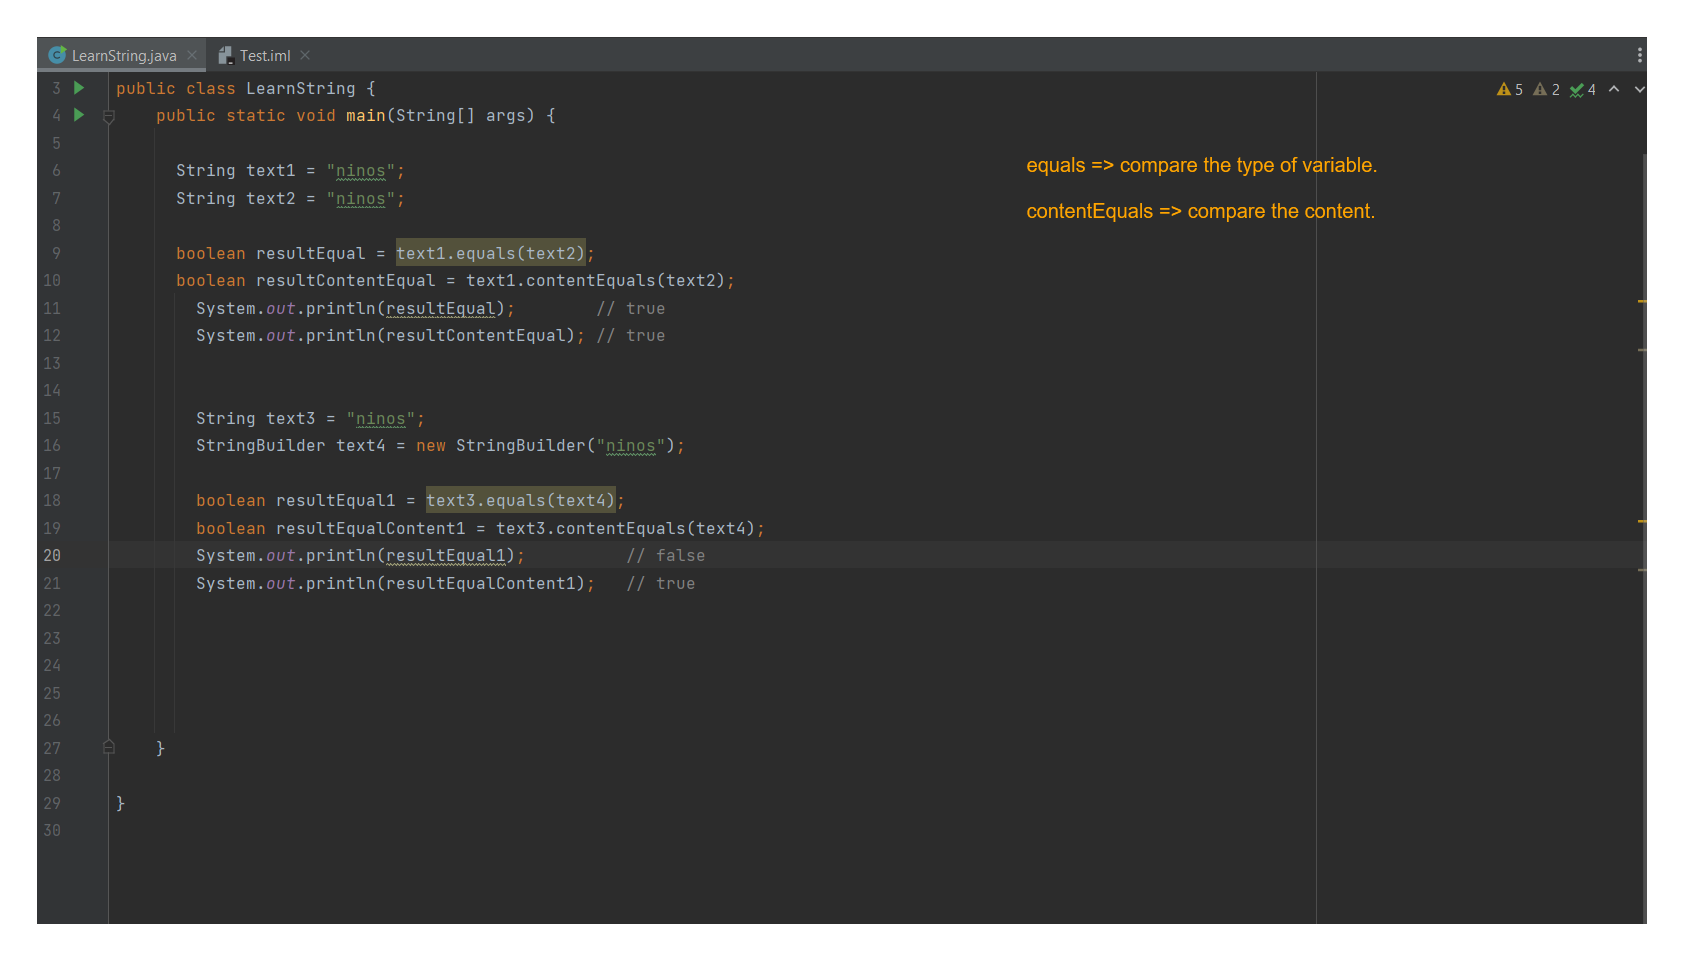 LearnString.java Test.iml
3 public class LearnString { 5 2 4
4 public static void main(String[] args) {
5
6 String text1 = "ninos"; equals => compare the type of variable.
7 String text2 = "ninos";
8 contentEquals => compare the content.
9 boolean resultEqual = text1.equals(text2);
10 boolean resultContentEqual = text1.contentEquals(text2);
11 System.out.println(resultEqual); // true
12 System.out.println(resultContentEqual); // true
13
14
15 String text3 = "ninos";
16 StringBuilder text4 = new StringBuilder("ninos");
17
18 boolean resultEqual1 = text3.equals(text4);
19 boolean resultEqualContent1 = text3.contentEquals(text4);
20 System.out.println(resultEqual1); // false
21 System.out.println(resultEqualContent1); // true
22
23
24
25
26
27 }
28
29 }
30